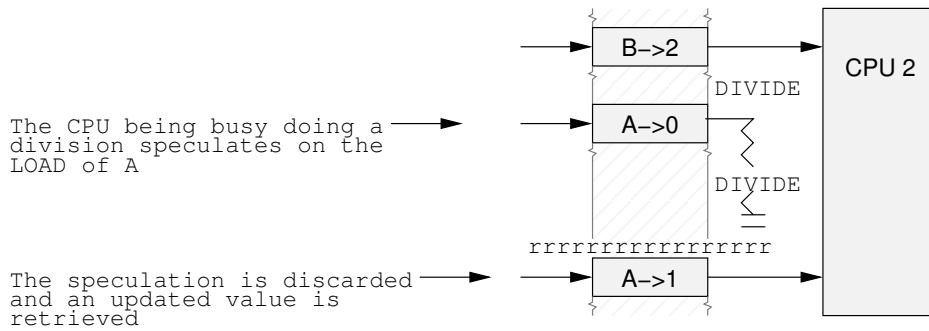 B->2
CPU 2
DIVIDE
The CPU being busy doing a
division speculates on the
LOAD of A
A->0
DIVIDE
rrrrrrrrrrrrrrrrr
The speculation is discarded
and an updated value is
retrieved
A->1